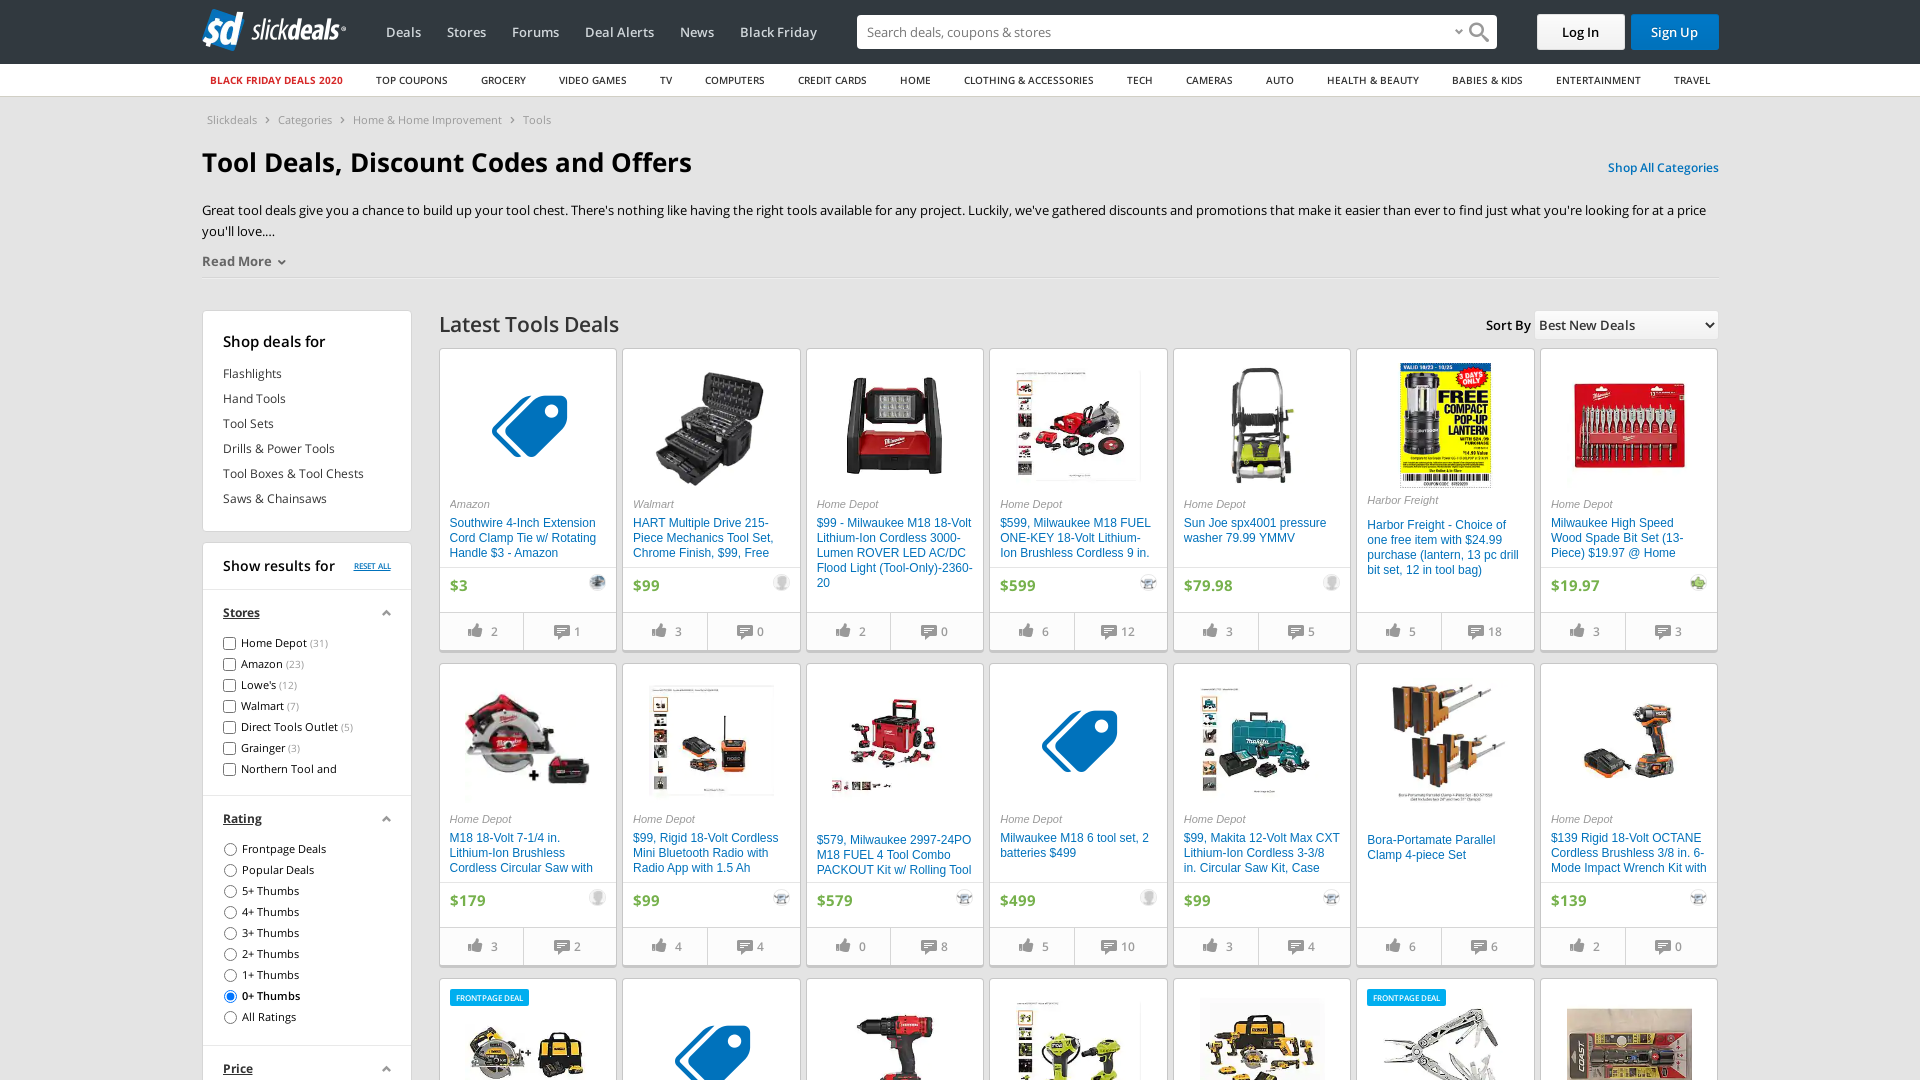 slickdeals
Deals
Stores
Forums
Deal Alerts
News
Black Friday
Search deals, coupons & stores
Log In
Sign Up
BLACK FRIDAY DEALS 2020
TOP COUPONS
GROCERY
VIDEO GAMES
TV
COMPUTERS
CREDIT CARDS
HOME
CLOTHING & ACCESSORIES
TECH
CAMERAS
AUTO
HEALTH & BEAUTY
BABIES & KIDS
ENTERTAINMENT
TRAVEL
Slickdeals > Categories > Home & Home Improvement > Tools
Tool Deals, Discount Codes and Offers
Shop All Categories
Great tool deals give you a chance to build up your tool chest. There's nothing like having the right tools available for any project. Luckily, we've gathered discounts and promotions that make it easier than ever to find just what you're looking for at a price
you'll love....
Read More
Shop deals for
Flashlights
Hand Tools
Tool Sets
Drills & Power Tools
Tool Boxes & Tool Chests
Saws & Chainsaws
Show results for
RESET ALL
Stores
Home Depot (31)
Amazon (23)
Lowe's (12)
Walmart (7)
Direct Tools Outlet (5)
Grainger (3)
Northern Tool and
Rating
Frontpage Deals
Popular Deals
5+ Thumbs
4+ Thumbs
3+ Thumbs
2+ Thumbs
1+ Thumbs
0+ Thumbs
All Ratings
Price
Latest Tools Deals
Sort By
Best New Deals
Amazon
Southwire 4-Inch Extension
Cord Clamp Tie w/ Rotating
Handle $3 - Amazon
$3
2
1
Walmart
HART Multiple Drive 215-
Piece Mechanics Tool Set,
Chrome Finish, $99, Free
$99
3
0
Home Depot
$99 - Milwaukee M18 18-Volt
Lithium-Ion Cordless 3000-
Lumen ROVER LED AC/DC
Flood Light (Tool-Only)-2360-
20
2
0
Home Depot
$599, Milwaukee M18 FUEL
ONE-KEY 18-Volt Lithium-
Ion Brushless Cordless 9 in.
$599
6
12
Home Depot
Sun Joe spx4001 pressure
washer 79.99 YMMV
$79.98
3
5
VALID 10/23 - 10/25
3 DAYS
ONLY
FREE
COMPACT
POP-UP
LANTERN
WITH $24.99
PURCHASE
Harbor Freight
Harbor Freight - Choice of
one free item with $24.99
purchase (lantern, 13 pc drill
bit set, 12 in tool bag)
5
18
Home Depot
Milwaukee High Speed
Wood Spade Bit Set (13-
Piece) $19.97 @ Home
$19.97
3
3
Home Depot
M18 18-Volt 7-1/4 in.
Lithium-Ion Brushless
Cordless Circular Saw with
$179
3
2
Home Depot
$99, Rigid 18-Volt Cordless
Mini Bluetooth Radio with
Radio App with 1.5 Ah
$99
4
4
$579, Milwaukee 2997-24PO
M18 FUEL 4 Tool Combo
PACKOUT Kit w/ Rolling Tool
$579
0
8
Home Depot
Milwaukee M18 6 tool set, 2
batteries $499
$499
5
10
makita
Home Depot
$99, Makita 12-Volt Max CXT
Lithium-Ion Cordless 3-3/8
in. Circular Saw Kit, Case
$99
3
4
Bora-Portamate Parallel
Clamp 4-piece Set
6
6
Home Depot
$139 Rigid 18-Volt OCTANE
Cordless Brushless 3/8 in. 6-
Mode Impact Wrench Kit with
$139
2
0
FRONTPAGE DEAL
FRONTPAGE DEAL
COAST